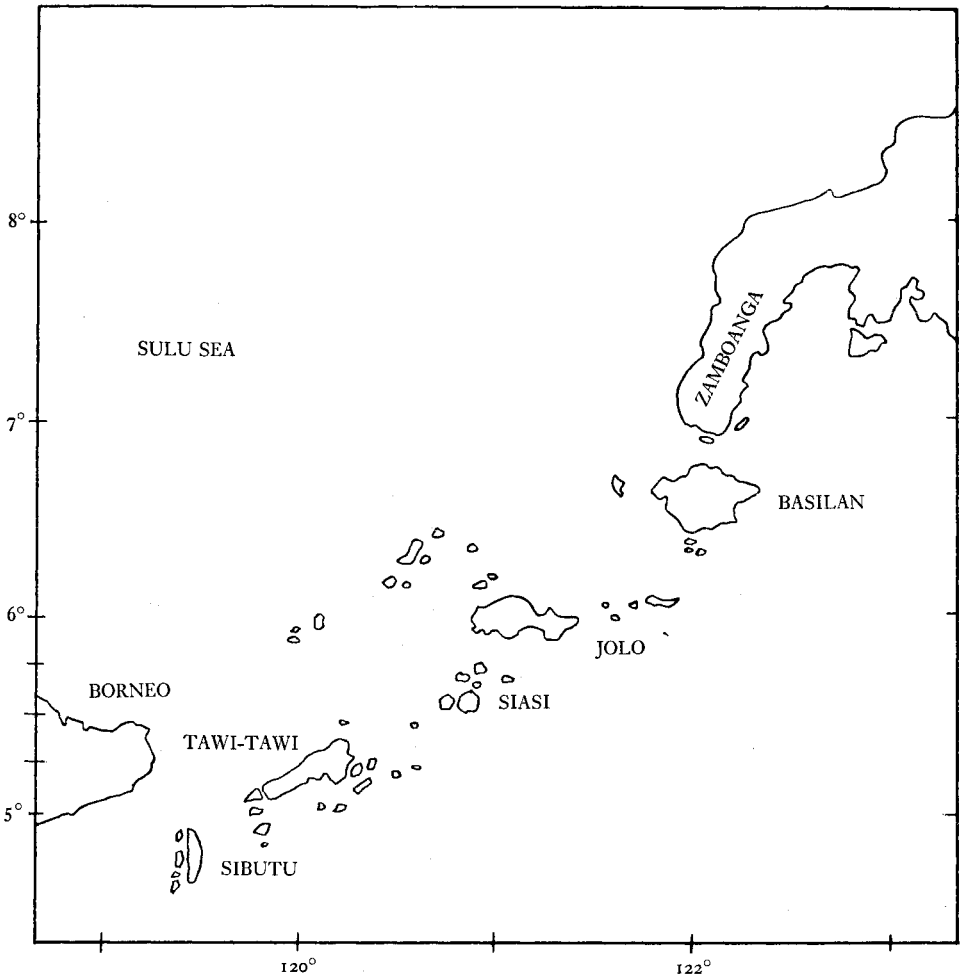 8°
SULU SEA
ZAMBOANGA
7°
BASILAN
6°
JOLO
BORNEO
SIASI
TAWI-TAWI
5°
SIBUTU
120°
122°